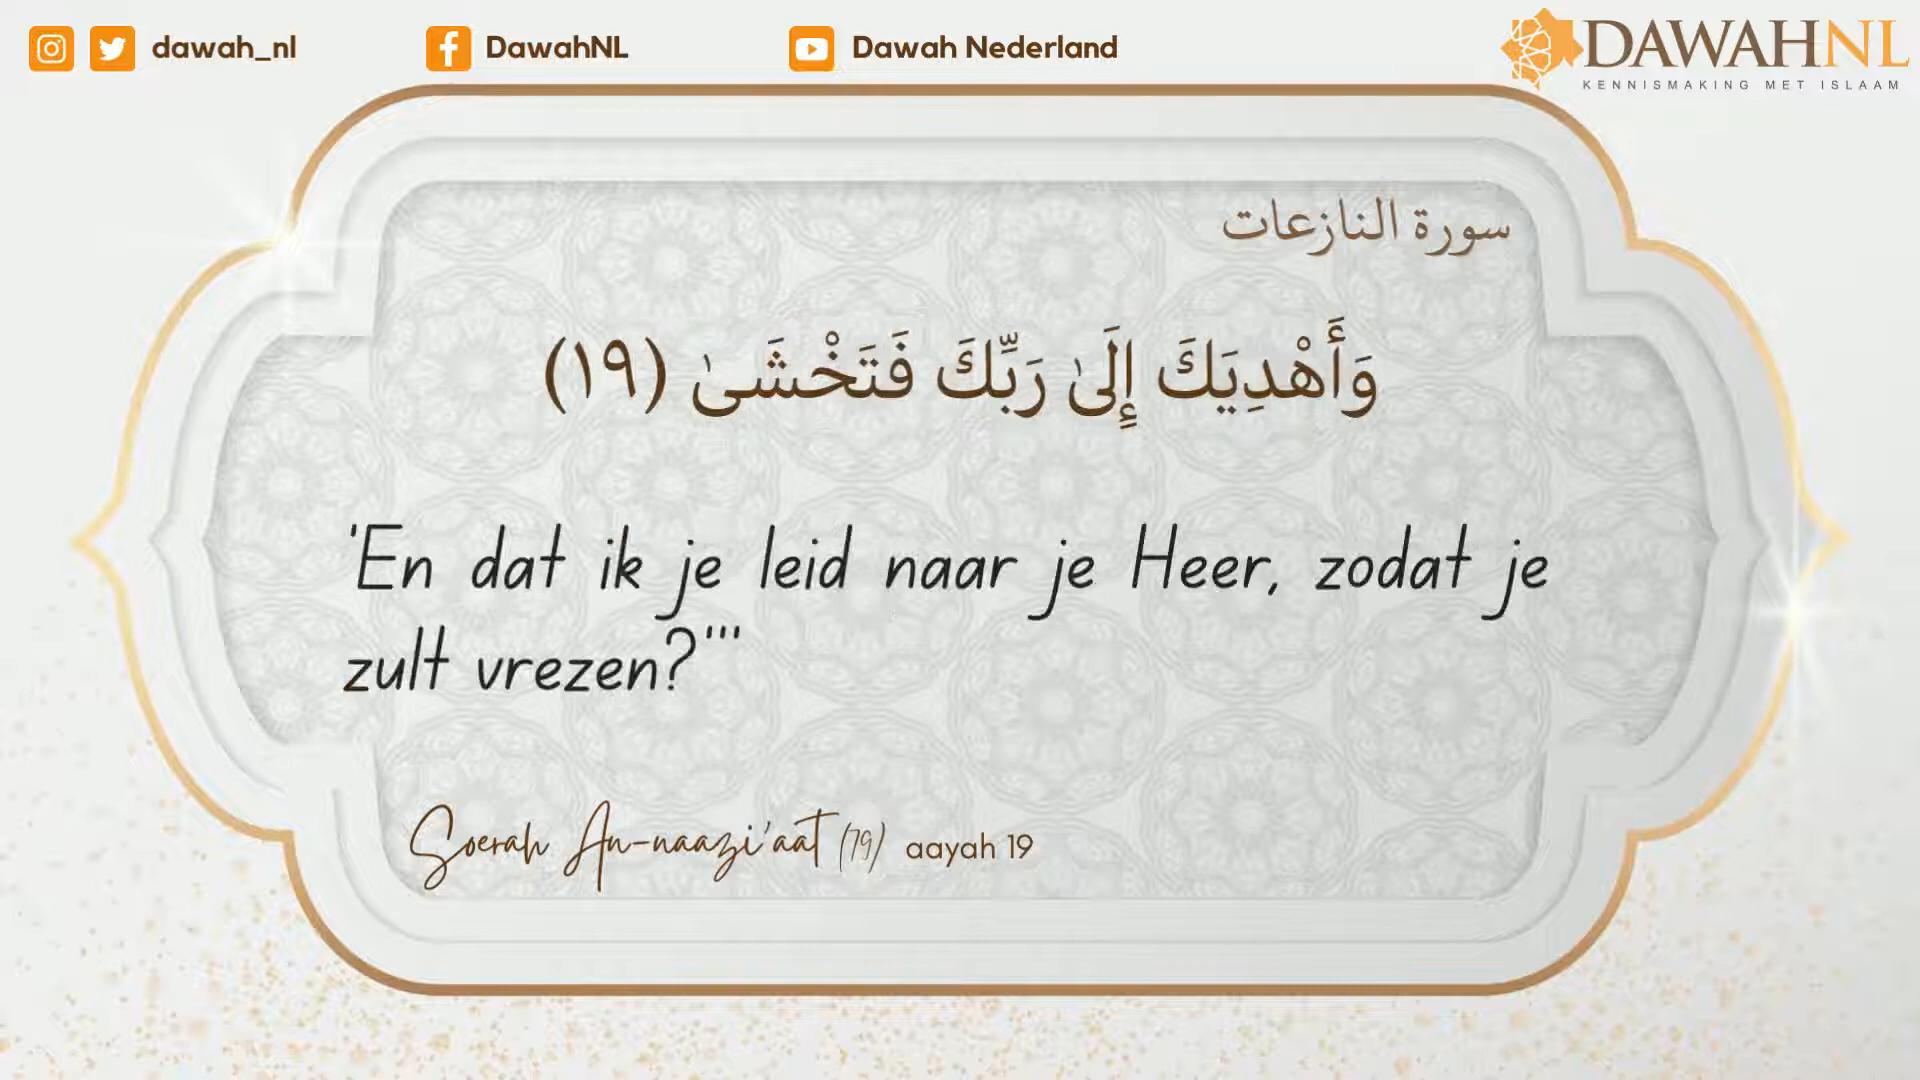 dawah_nl DawahNL Dawah Nederland
DAWAHNL
KENNISMAKING MET ISLAAM
سورة النازعات
وَأَهْدِيَكَ إِلَىٰ رَبِّكَ فَتَخْشَىٰ (١٩)
'En dat ik je leid naar je Heer, zodat je
zult vrezen?'"
Soerah An-naazi'aat (79) aayah 19